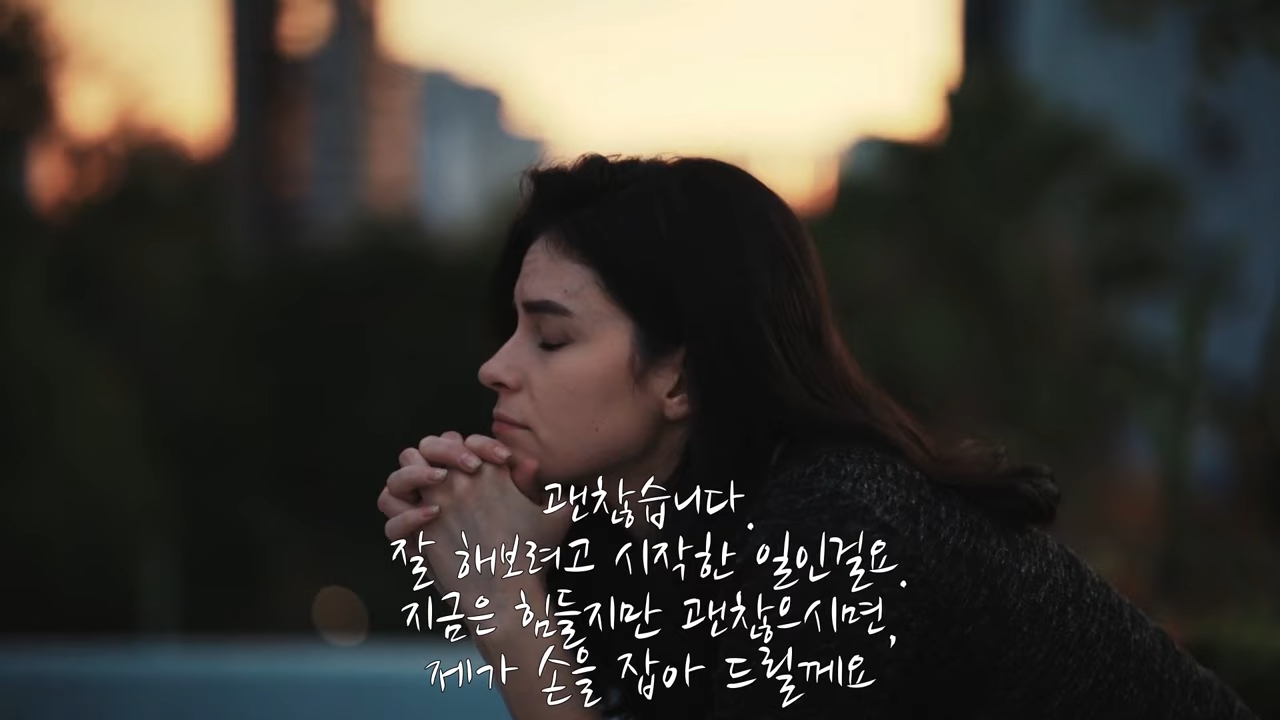 괜찮습니다.
잘 해보려고 시작한 일인걸요.
지금은 힘들지만 괜찮으시면,
제가 손을 잡아 드릴게요